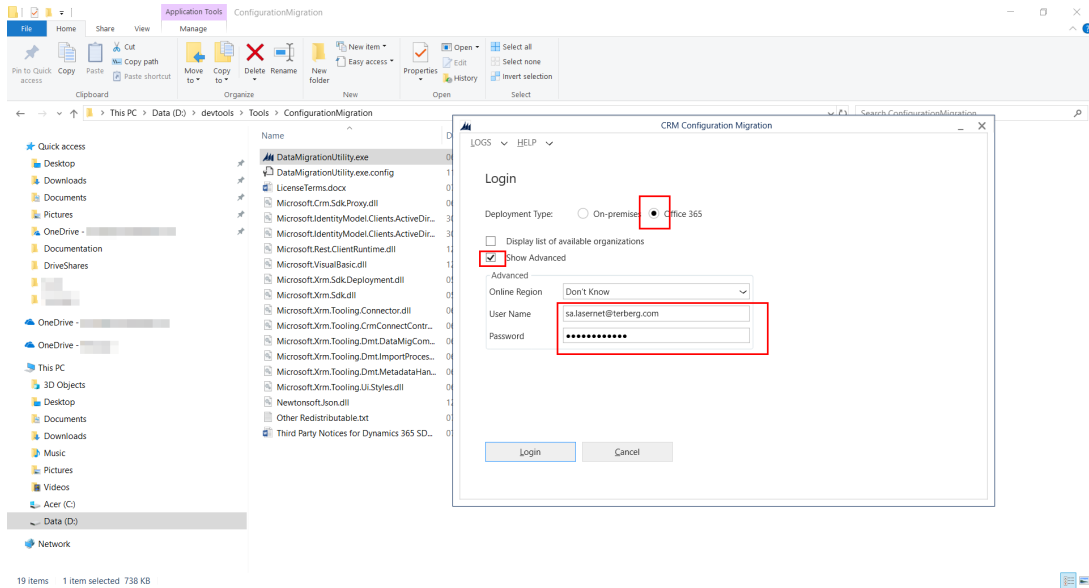 Application Tools ConfigurationMigration
File Home Share View Manage
Pin to Quick access
Copy
Paste
Cut
Copy path
Paste shortcut
Move to
Copy to
Delete
Rename
New folder
New item
Easy access
Properties
Open
Edit
History
Select all
Select none
Invert selection
Clipboard Organize New Open Select
This PC > Data (D:) > devtools > Tools > ConfigurationMigration
Search ConfigurationMigration
Quick access
Desktop
Downloads
Documents
Pictures
OneDrive -
Documentation
DriveShares
OneDrive -
OneDrive -
This PC
3D Objects
Desktop
Documents
Downloads
Music
Pictures
Videos
Acer (C:)
Data (D:)
Network
Name
DataMigrationUtility.exe
DataMigrationUtility.exe.config
LicenseTerms.docx
Microsoft.Crm.Sdk.Proxy.dll
Microsoft.IdentityModel.Clients.ActiveDir...
Microsoft.IdentityModel.Clients.ActiveDir...
Microsoft.Rest.ClientRuntime.dll
Microsoft.VisualBasic.dll
Microsoft.Xrm.Sdk.Deployment.dll
Microsoft.Xrm.Sdk.dll
Microsoft.Xrm.Tooling.Connector.dll
Microsoft.Xrm.Tooling.CrmConnectContr...
Microsoft.Xrm.Tooling.Dmt.DataMigCom...
Microsoft.Xrm.Tooling.Dmt.ImportProces...
Microsoft.Xrm.Tooling.Dmt.MetadataHan...
Microsoft.Xrm.Tooling.Ui.Styles.dll
Newtonsoft.Json.dll
Other Redistributable.txt
Third Party Notices for Dynamics 365 SD...
CRM Configuration Migration
LOGS HELP
Login
Deployment Type: On-premises Office 365
Display list of available organizations
Show Advanced
Advanced
Online Region Don't Know
User Name sa.lasernet@terberg.com
Password ●●●●●●●●●●●●
Login Cancel
19 items 1 item selected 738 KB